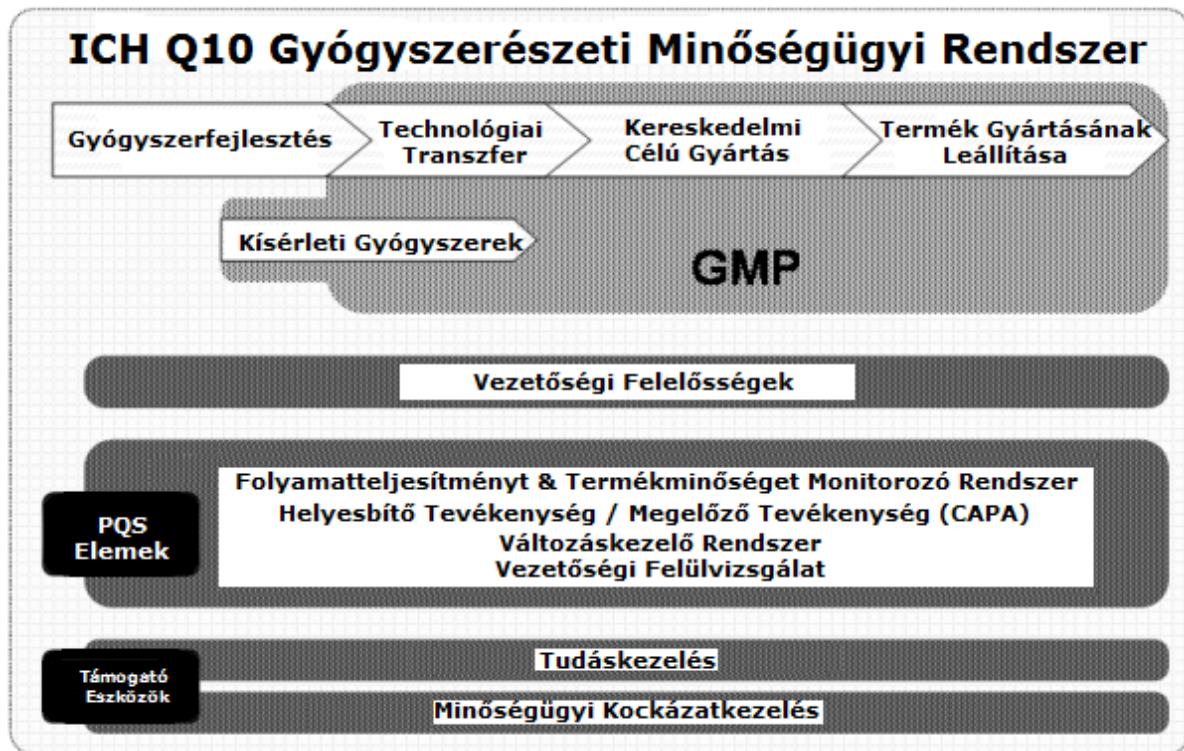 ICH Q10 Gyógyszerészeti Minőségügyi Rendszer
Gyógyszerfejlesztés
Technológiai
Transzfer
Kereskedelmi
Célú Gyártás
Termék Gyártásának
Leállítása
Kísérleti Gyógyszerek
GMP
Vezetőségi Felelősségek
PQS
Elemek
Folyamatteljesítményt & Termékminőséget Monitorozó Rendszer
Helyesbítő Tevékenység / Megelőző Tevékenység (CAPA)
Változáskezelő Rendszer
Vezetőségi Felülvizsgálat
Támogató
Eszközök
Tudáskezelés
Minőségügyi Kockázatkezelés